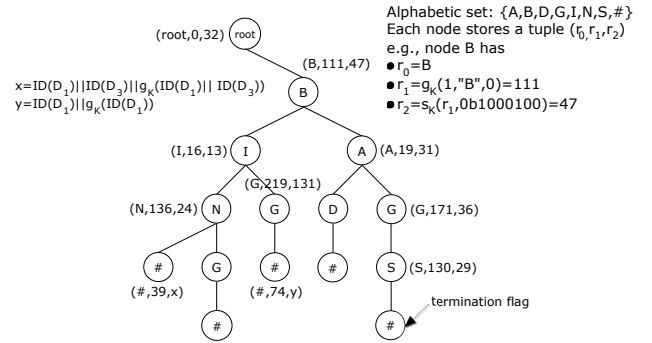 Alphabetic set: {A,B,D,G,I,N,S,#}
Each node stores a tuple (r0,r1,r2)
e.g., node B has
● r0=B
● r1=gK(1,"B",0)=111
● r2=sK(r1,0b1000100)=47
(root,0,32) root
(B,111,47)
x=ID(D1)||ID(D3)||gK(ID(D1)|| ID(D3))
y=ID(D1)||gK(ID(D1))
B
(I,16,13) I A (A,19,31)
(G,219,131)
(N,136,24) N G D G (G,171,36)
# G # # S (S,130,29)
(#,39,x) (#,74,y)
termination flag
# #